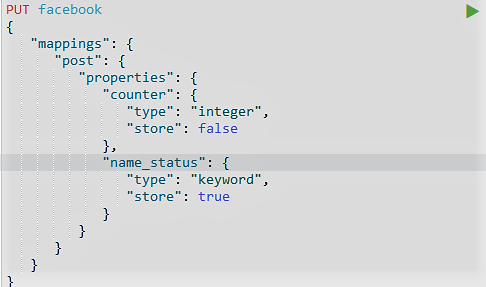 PUT facebook
{
"mappings": {
"post": {
"properties": {
"counter": {
"type": "integer",
"store": false
},
"name_status": {
"type": "keyword",
"store": true
}
}
}
}
}